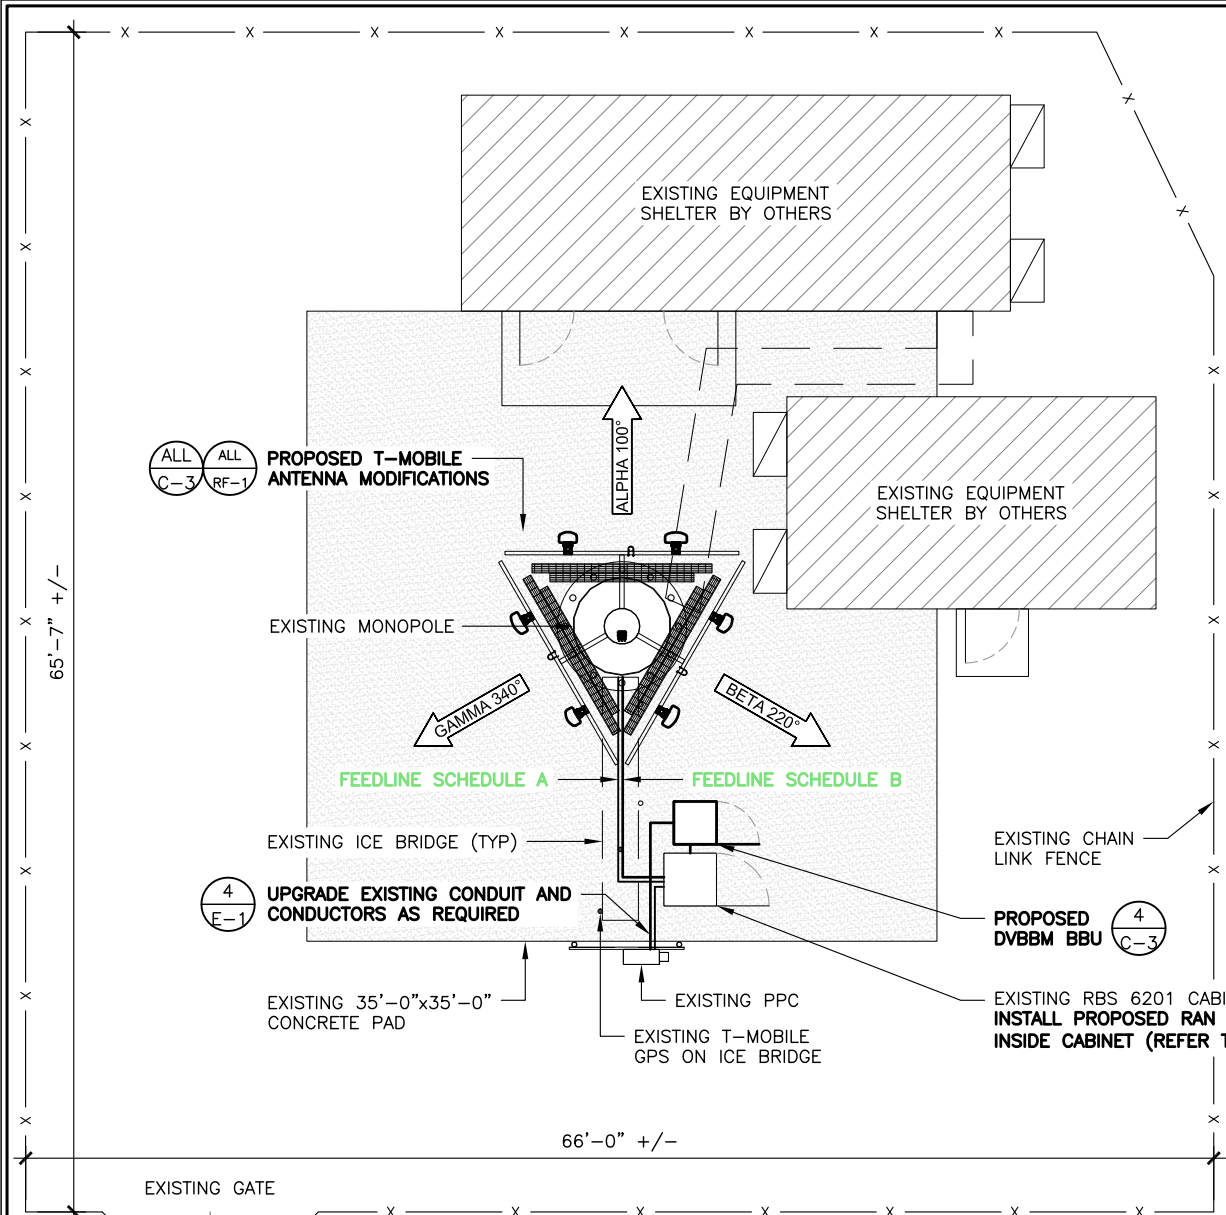 EXISTING EQUIPMENT
SHELTER BY OTHERS
ALPHA 100°
ALL
C-3
ALL
RF-1
PROPOSED T-MOBILE
ANTENNA MODIFICATIONS
EXISTING EQUIPMENT
SHELTER BY OTHERS
65'-7" +/-
EXISTING MONOPOLE
GAMMA 340°
BETA 220°
FEEDLINE SCHEDULE A
FEEDLINE SCHEDULE B
EXISTING ICE BRIDGE (TYP)
EXISTING CHAIN
LINK FENCE
4
E-1
UPGRADE EXISTING CONDUIT AND
CONDUCTORS AS REQUIRED
PROPOSED
DVBBM BBU
4
C-3
EXISTING 35'-0"x35'-0"
CONCRETE PAD
EXISTING PPC
EXISTING T-MOBILE
GPS ON ICE BRIDGE
EXISTING RBS 6201 CABI
INSTALL PROPOSED RAN
INSIDE CABINET (REFER T
66'-0" +/-
EXISTING GATE